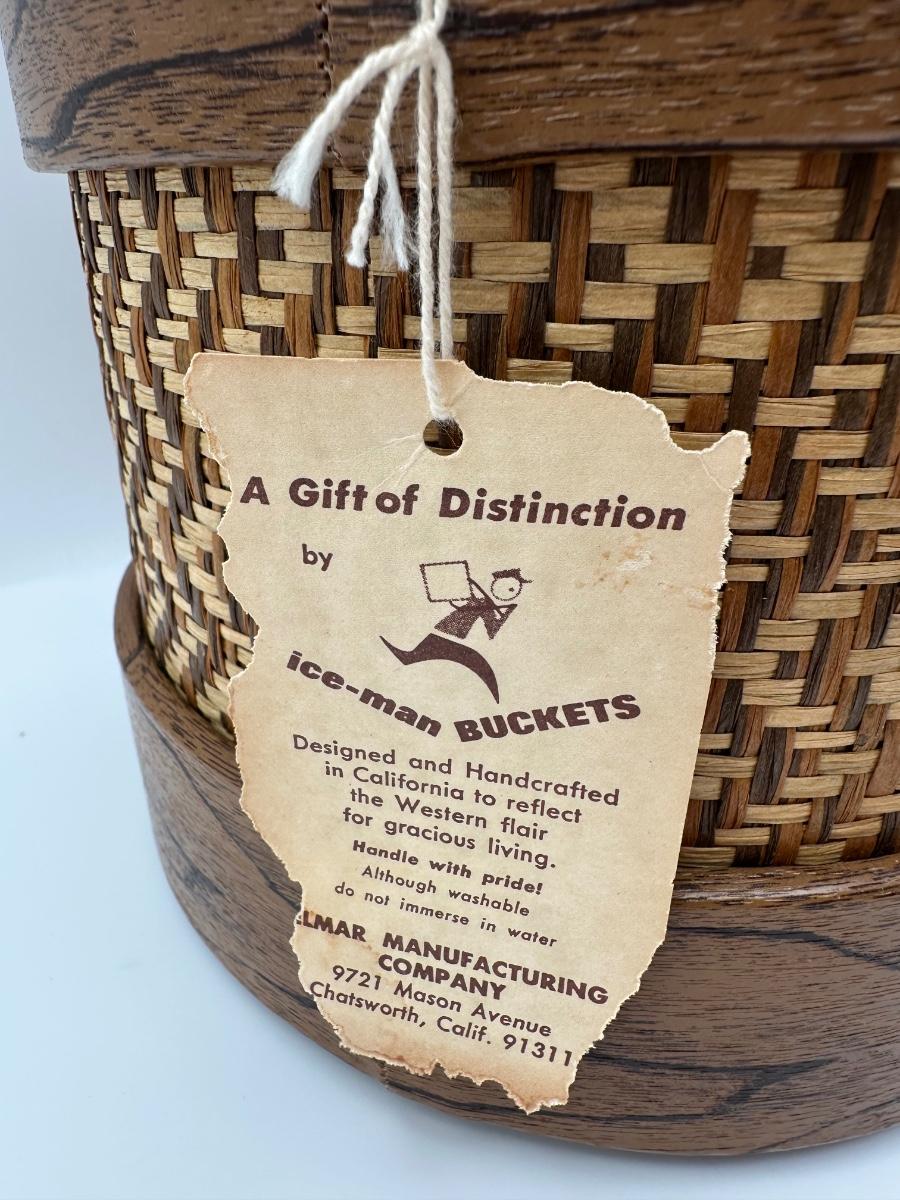 A Gift of Distinction
by
ice-man BUCKETS
Designed and Handcrafted
in California to reflect
the Western flair
for gracious living.
Handle with pride!
Although washable
do not immerse in water
LMAR MANUFACTURING
COMPANY
9721 Mason Avenue
Chatsworth, Calif. 91311